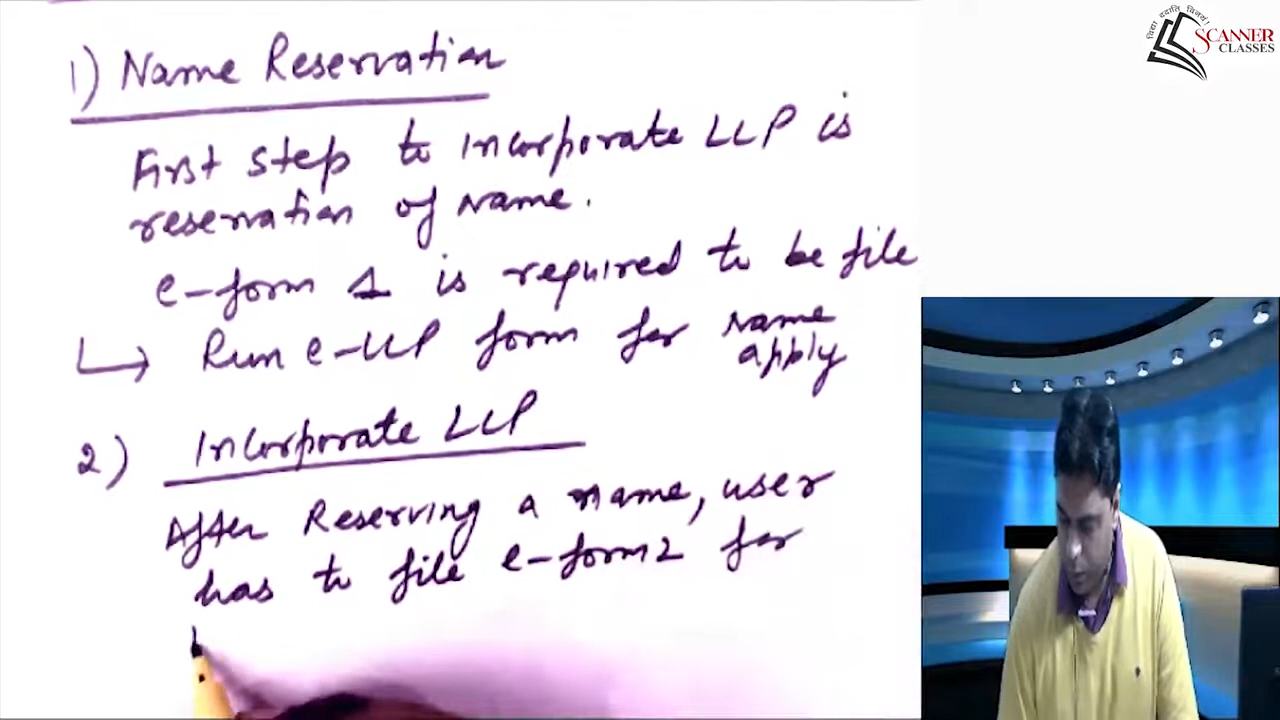 1) Name Reservation
First step to incorporate LLP is
reservation of Name.
e-form 1 is required to be file
↳ Run e-LLP form for name
apply
2) Incorporate LLP
After Reserving a name, user
has to file e-form2 for
विद्या ददाति विनयं।
SCANNER
CLASSES